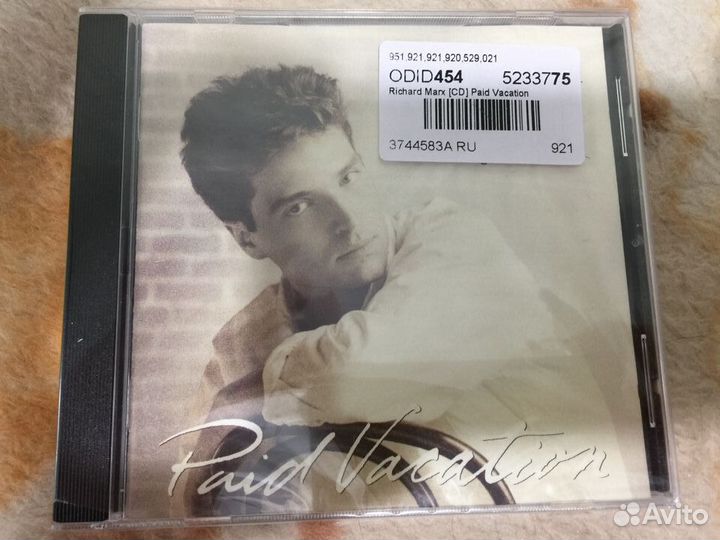 951,921,921,920,529,021
ODID454 5233775
Richard Marx [CD] Paid Vacation
3744583A RU 921
Paid Vacation
Avito